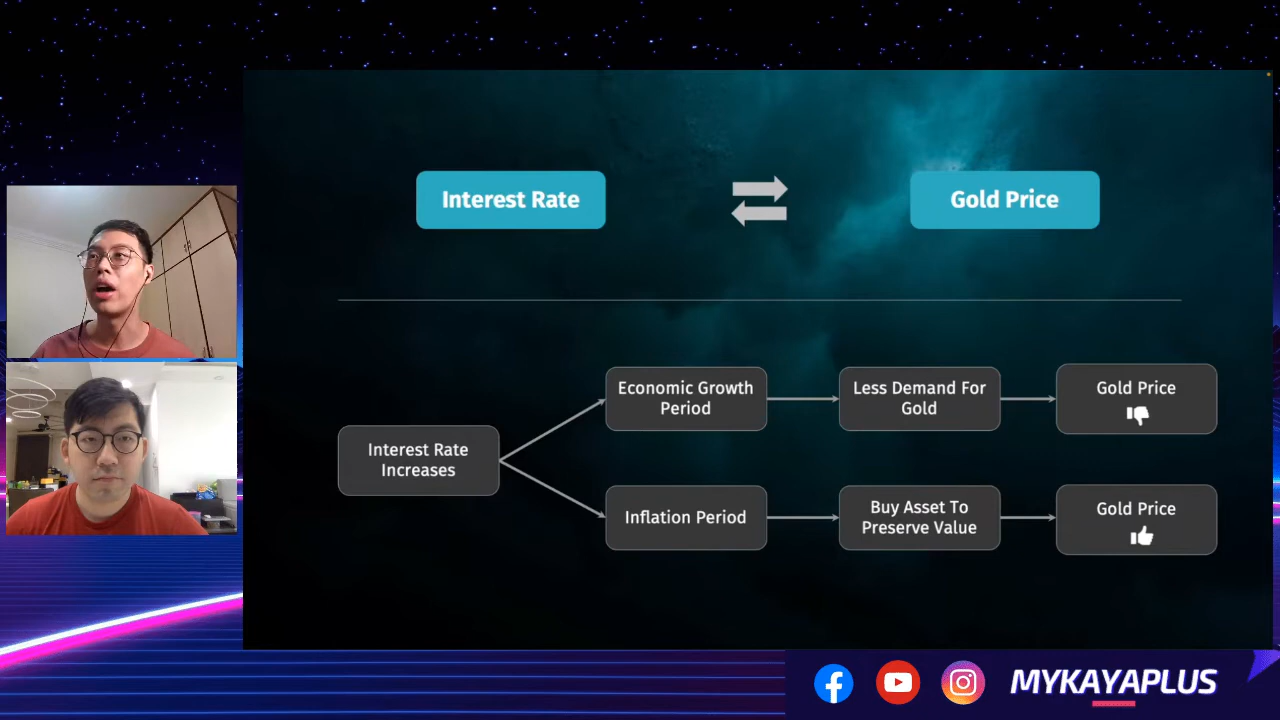 Interest Rate
Gold Price
Interest Rate
Increases
Economic Growth
Period
Less Demand For
Gold
Gold Price
Inflation Period
Buy Asset To
Preserve Value
Gold Price
MYKAYAPLUS